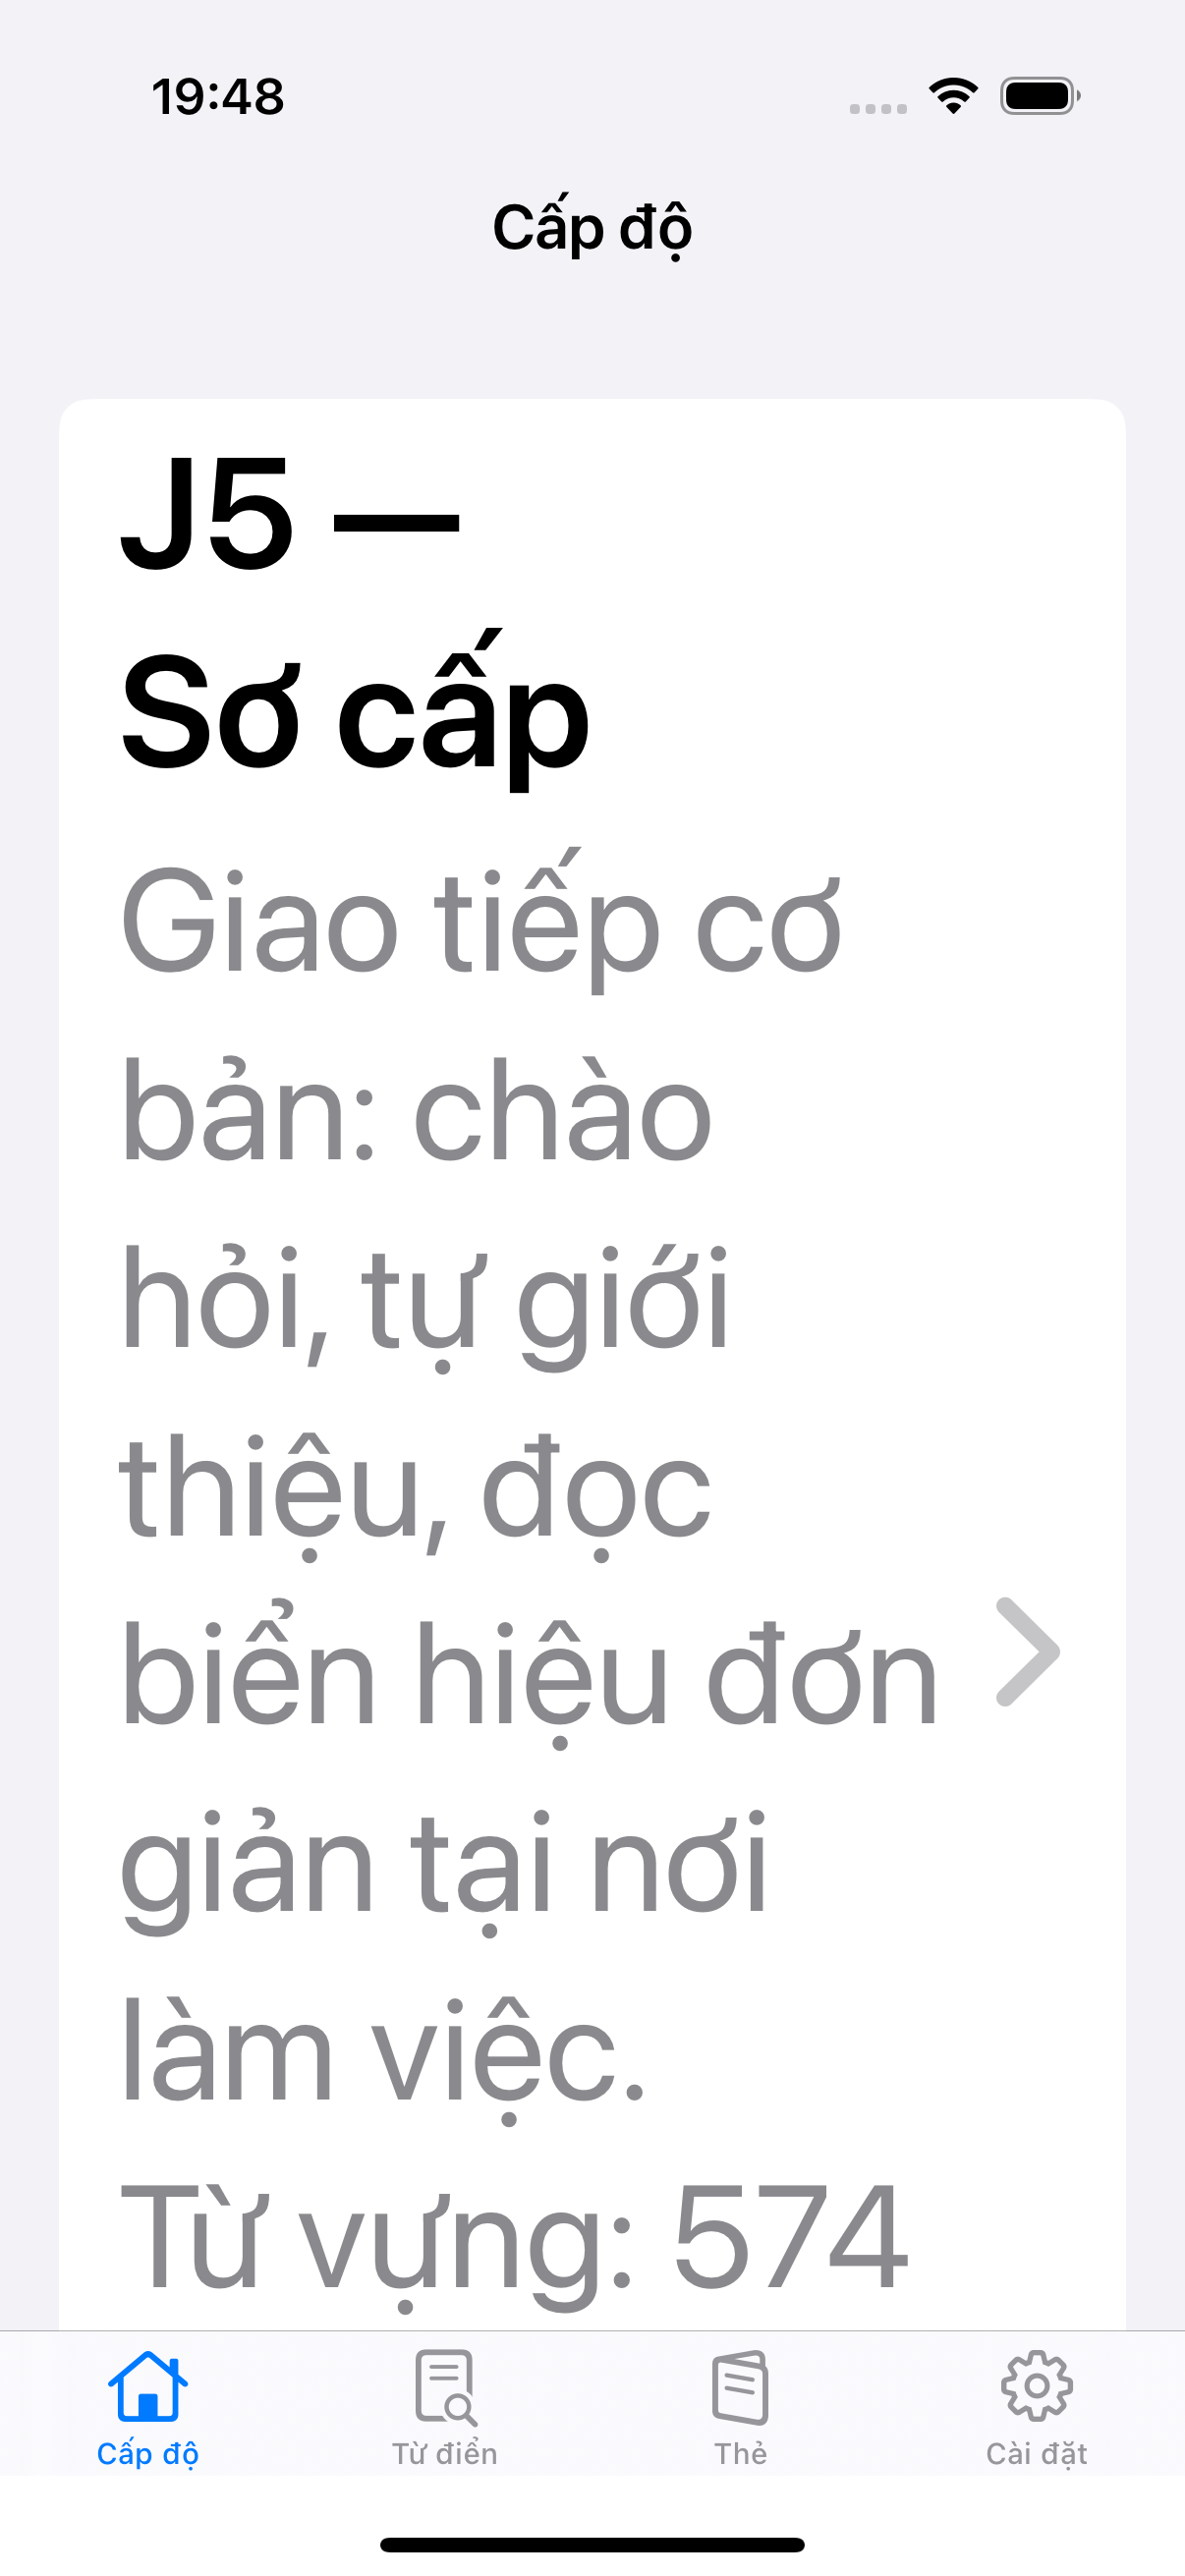 19:48
Cấp độ
J5 —
Sơ cấp
Giao tiếp cơ
bản: chào
hỏi, tự giới
thiệu, đọc
biển hiệu đơn
giản tại nơi
làm việc.
Từ vựng: 574
Cấp độ
Từ điển
Thẻ
Cài đặt